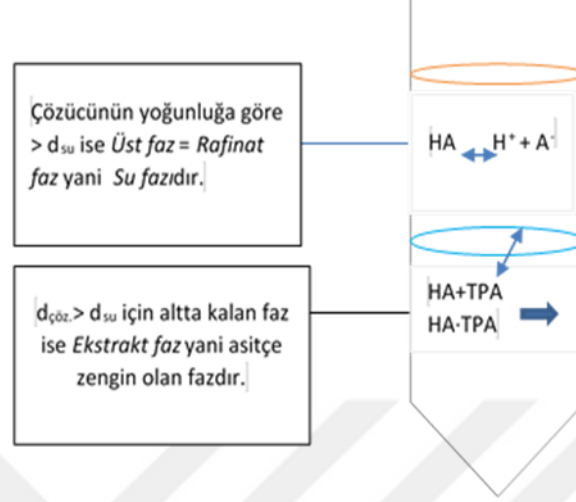 Çözücünün yoğunluğa göre
> dsu ise Üst faz = Rafinat
faz yani Su fazıdır.
HA H⁺ + A⁻
dçöz.> dsu için altta kalan faz
ise Ekstrakt faz yani asitçe
zengin olan fazdır.
HA+TPA
HA·TPA